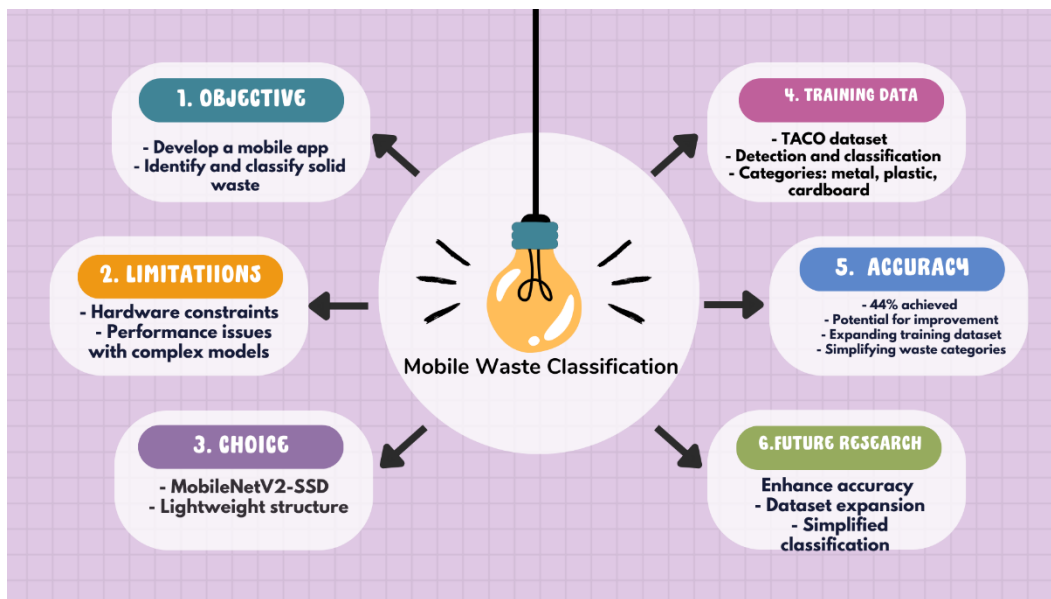 1. OBJECTIVE
- Develop a mobile app
- Identify and classify solid
waste
2. LIMITATIIONS
- Hardware constraints
- Performance issues
with complex models
3. CHOICE
- MobileNetV2-SSD
- Lightweight structure
Mobile Waste Classification
4. TRAINING DATA
- TACO dataset
- Detection and classification
- Categories: metal, plastic,
cardboard
5. ACCURACY
- 44% achieved
- Potential for improvement
- Expanding training dataset
- Simplifying waste categories
6.FUTURE RESEARCH
Enhance accuracy
- Dataset expansion
- Simplified
classification